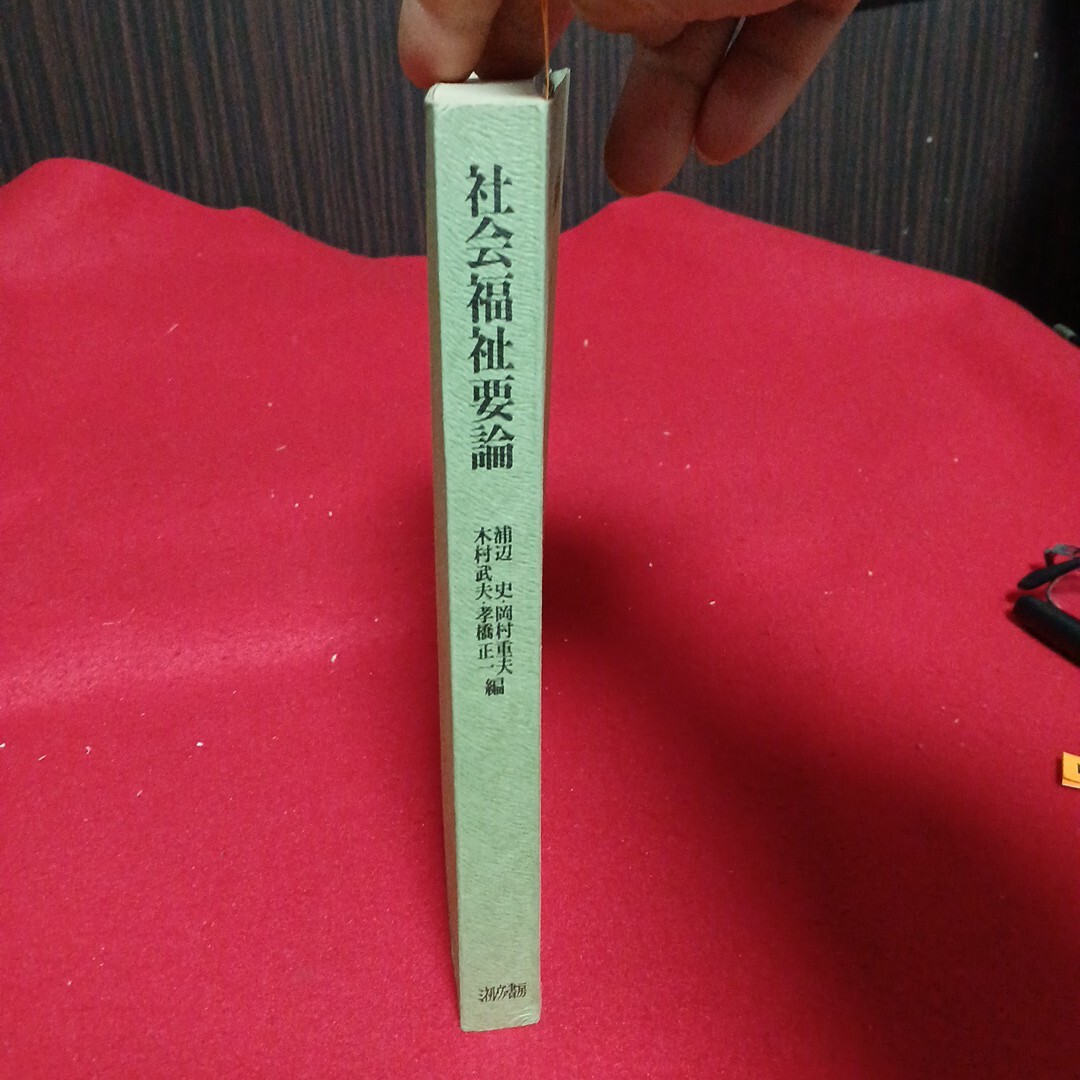 社会福祉要論
浦辺 史・岡村重夫
木村武夫・孝橋正一編
ミネルヴァ書房